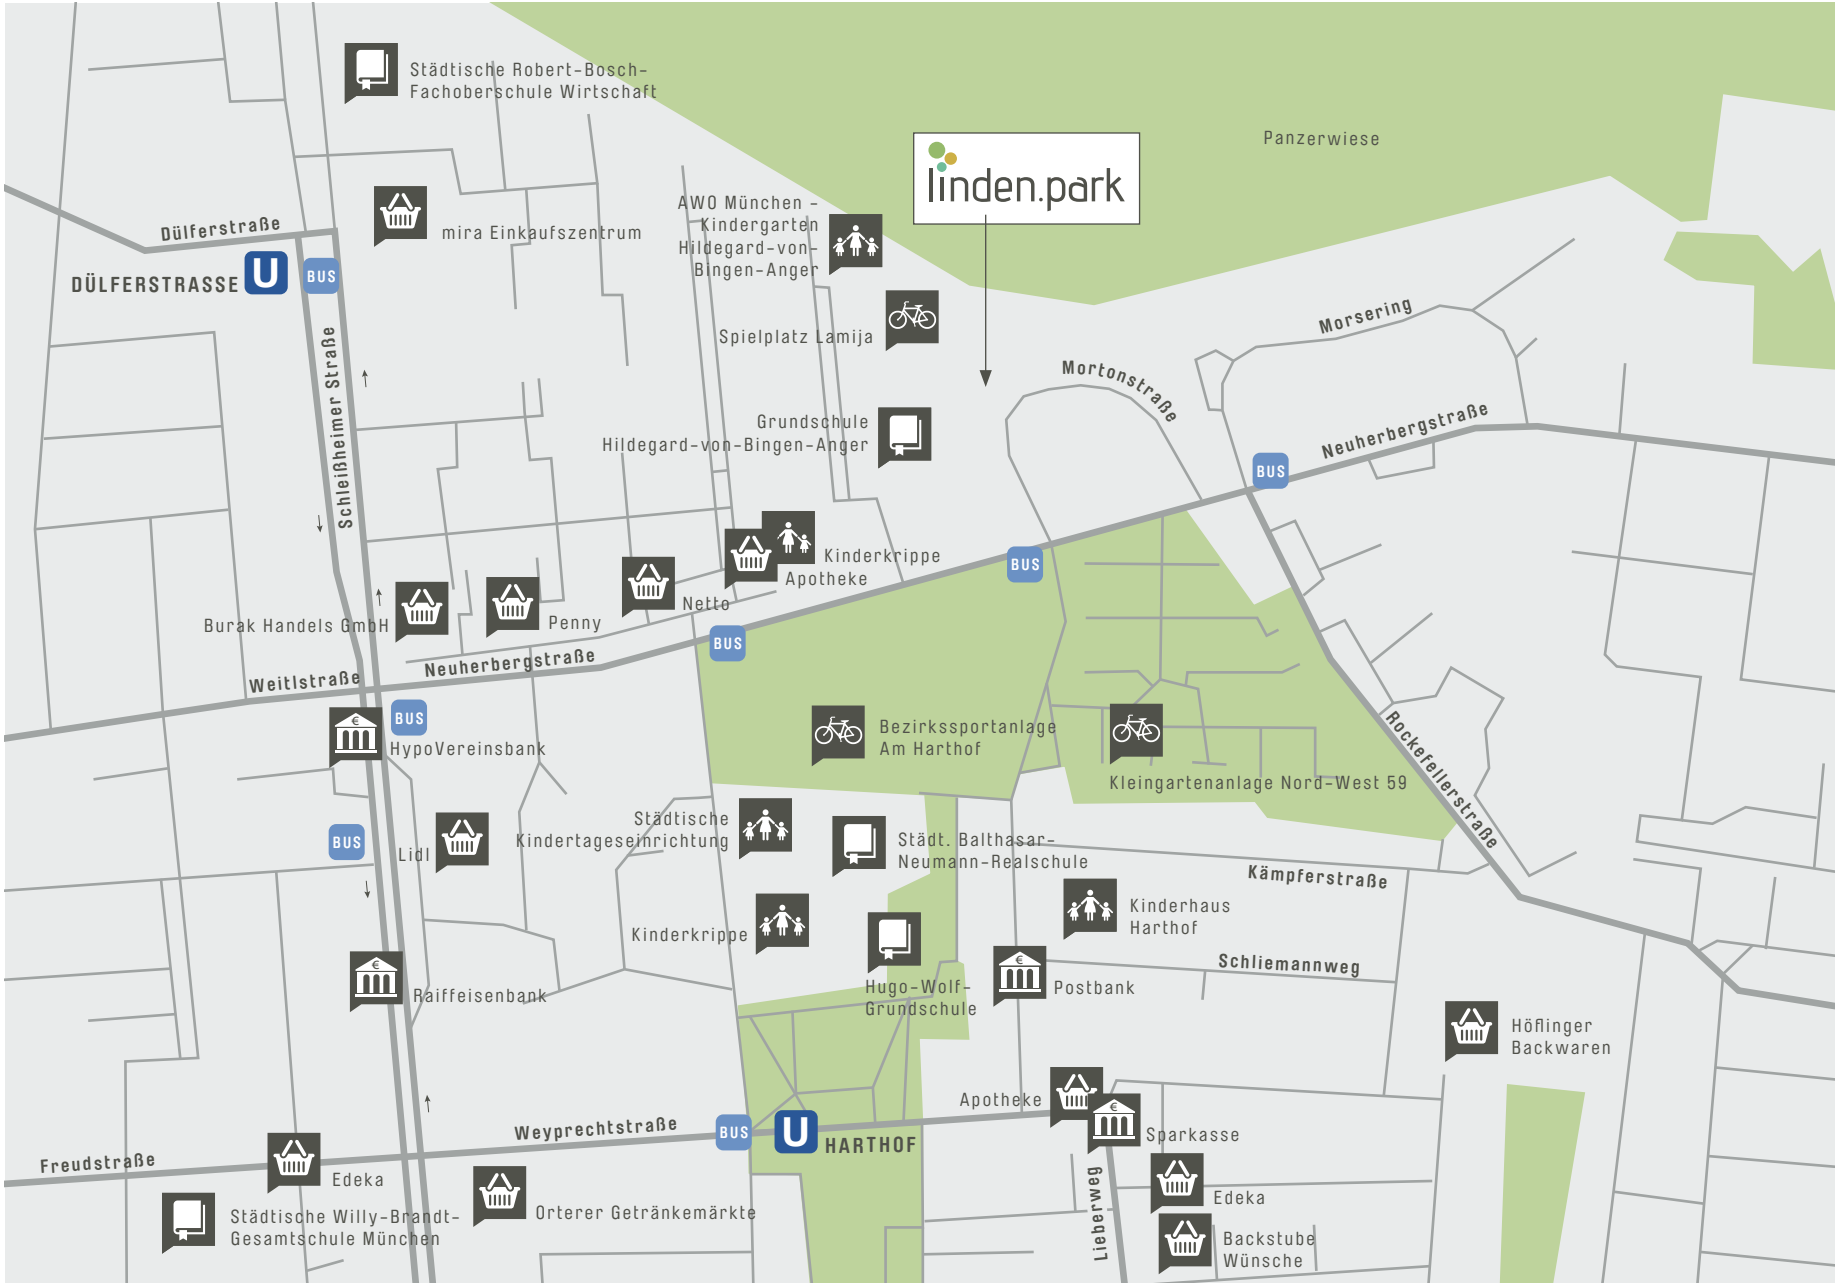 Städtische Robert-Bosch-
Fachoberschule Wirtschaft
Panzerwiese
linden.park
AWO München -
Kindergarten
Hildegard-von-
Bingen-Anger
mira Einkaufszentrum
Dülferstraße
DÜLFERSTRASSE
U
BUS
Spielplatz Lamija
Morsering
Mortonstraße
Schleißheimer Straße
Grundschule
Hildegard-von-Bingen-Anger
Neuherbergstraße
BUS
Kinderkrippe
Apotheke
BUS
Netto
Penny
Burak Handels GmbH
BUS
Neuherbergstraße
Weitlstraße
BUS
€
HypoVereinsbank
Bezirkssportanlage
Am Harthof
Kleingartenanlage Nord-West 59
Rockefellerstraße
Städtische
Kindertageseinrichtung
BUS
Lidl
Städt. Balthasar-
Neumann-Realschule
Kämpferstraße
Kinderhaus
Harthof
Kinderkrippe
Schliemannweg
€
Raiffeisenbank
Hugo-Wolf-
Grundschule
€
Postbank
Höflinger
Backwaren
Apotheke
€
Sparkasse
Weyprechtstraße
BUS
U
HARTHOF
Freudstraße
Edeka
Lieberweg
Edeka
Orterer Getränkemärkte
Städtische Willy-Brandt-
Gesamtschule München
Backstube
Wünsche